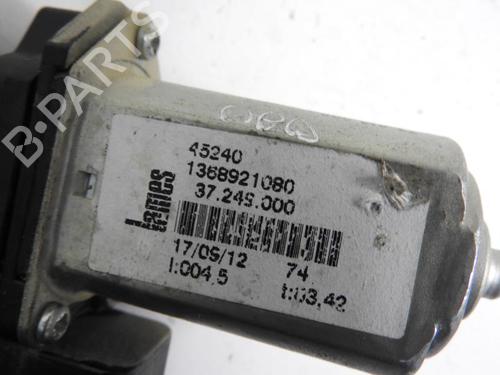 B-PARTS
45240
1368921080
37.249.000
lames
17/09/12 74
I:004,5 t:03,42